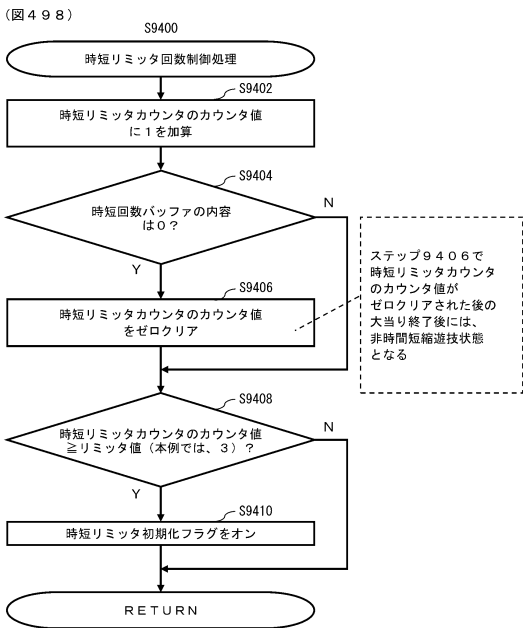 （図４９８）
S9400
時短リミッタ回数制御処理
S9402
時短リミッタカウンタのカウンタ値
に１を加算
S9404
時短回数バッファの内容
は０？
N
Y
S9406
時短リミッタカウンタのカウンタ値
をゼロクリア
ステップ９４０６で
時短リミッタカウンタ
のカウンタ値が
ゼロクリアされた後の
大当り終了後には、
非時間短縮遊技状態
となる
S9408
時短リミッタカウンタのカウンタ値
≧リミッタ値（本例では、３）？
N
Y
S9410
時短リミッタ初期化フラグをオン
ＲＥＴＵＲＮ